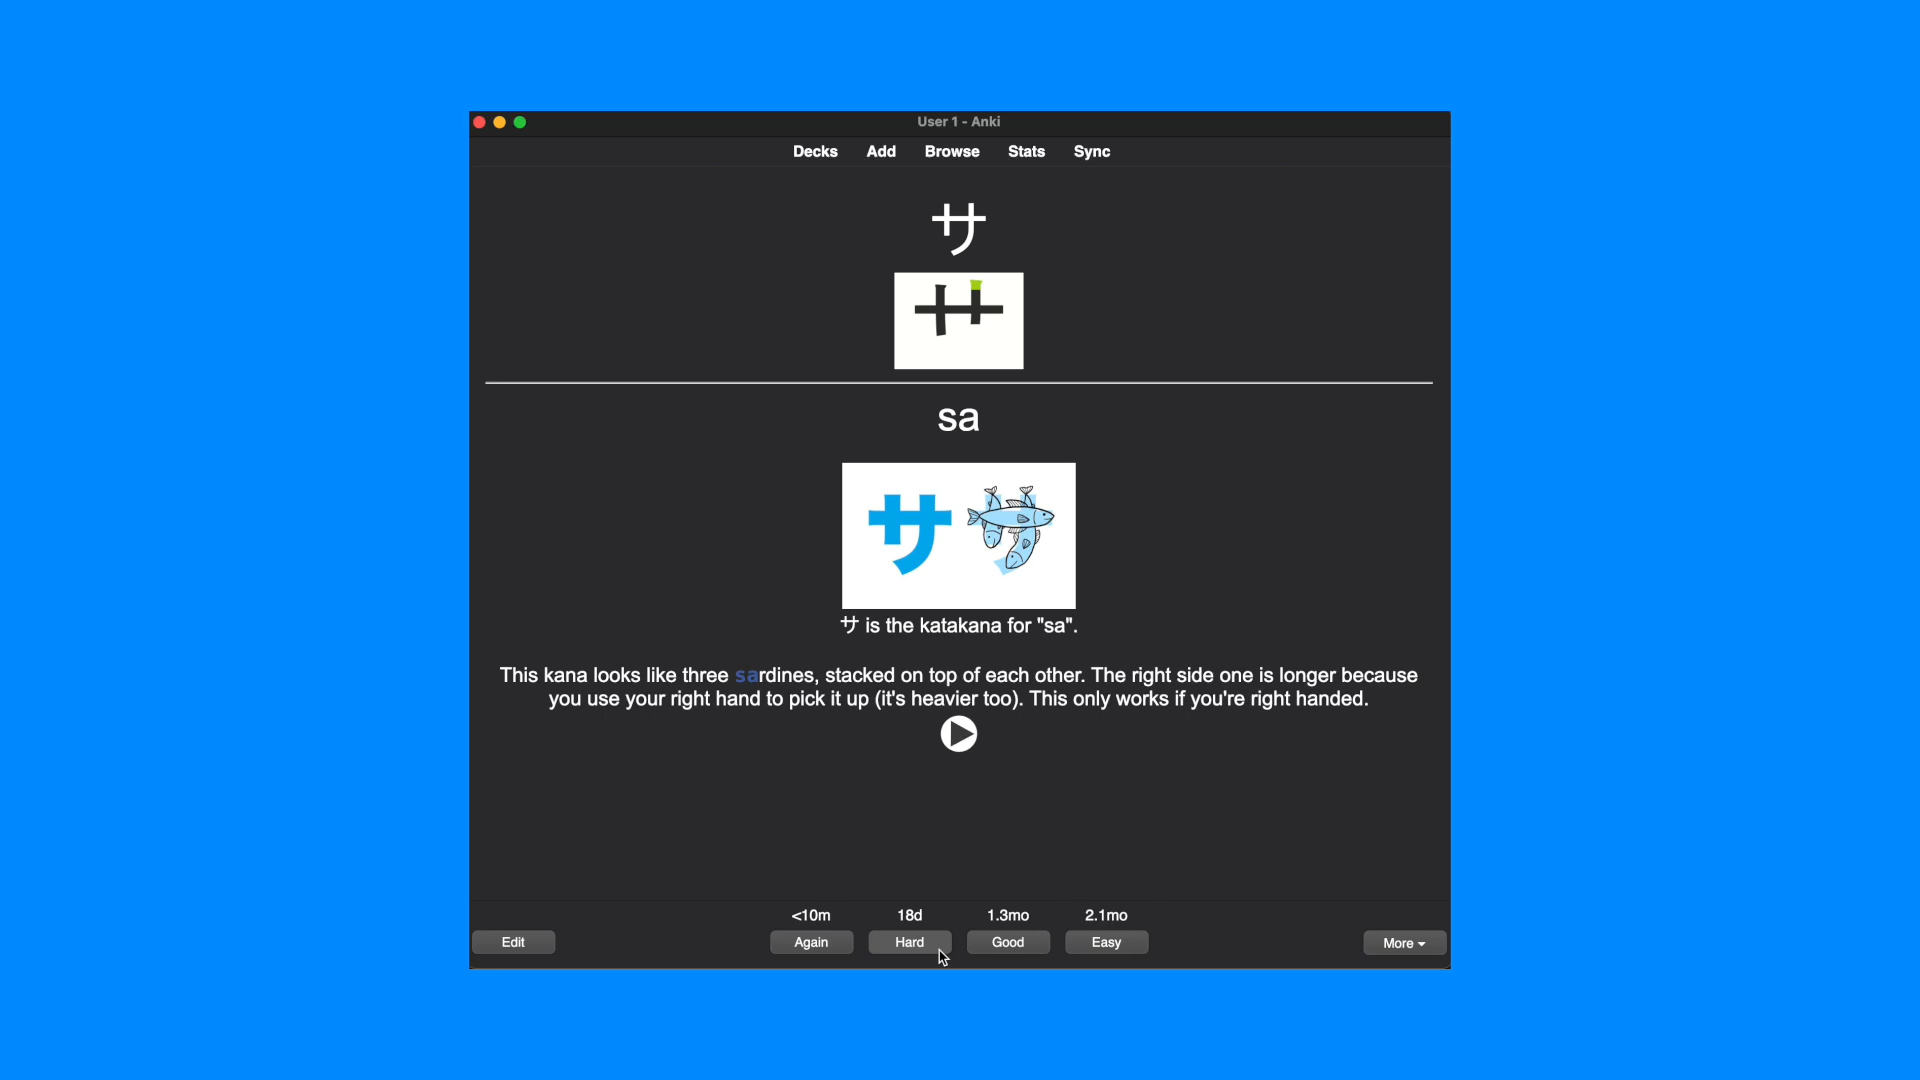 User 1 - Anki
Decks Add Browse Stats Sync
サ
サ
sa
サ
サ is the katakana for "sa".
This kana looks like three sardines, stacked on top of each other. The right side one is longer because
you use your right hand to pick it up (it's heavier too). This only works if you're right handed.
<10m 18d 1.3mo 2.1mo
Edit Again Hard Good Easy More